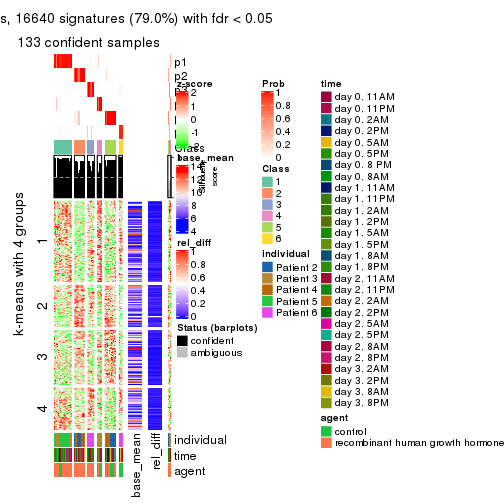 s, 16640 signatures (79.0%) with fdr < 0.05
133 confident samples
p1
p2
z-score
2
1
0
-2
base_mean
14
12
10
8
6
4
rel_diff
1
0.8
0.6
0.4
0.2
0
Status (barplots)
confident
ambiguous
Silhouette
score
k-means with 4 groups
1
2
3
4
base_mean
rel_diff
individual
time
agent
Prob
1
0.8
0.6
0.4
0.2
0
Class
1
2
3
4
5
6
individual
Patient 2
Patient 3
Patient 4
Patient 5
Patient 6
time
day 0. 11AM
day 0. 11PM
day 0. 2AM
day 0. 2PM
day 0. 5AM
day 0. 5PM
day 0. 8 PM
day 0. 8AM
day 1. 11AM
day 1. 11PM
day 1. 2AM
day 1. 2PM
day 1. 5AM
day 1. 5PM
day 1. 8AM
day 1. 8PM
day 2. 11AM
day 2. 11PM
day 2. 2AM
day 2. 2PM
day 2. 5AM
day 2. 5PM
day 2. 8AM
day 2. 8PM
day 3. 2AM
day 3. 2PM
day 3. 8AM
day 3. 8PM
agent
control
recombinant human growth hormone